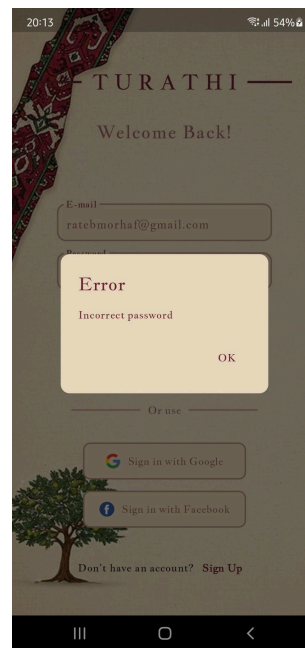 20:13
54%
TURATHI
Welcome Back!
E-mail
ratebmorhaf@gmail.com
Password
Error
Incorrect password
OK
Or use
Sign in with Google
Sign in with Facebook
Don't have an account? Sign Up